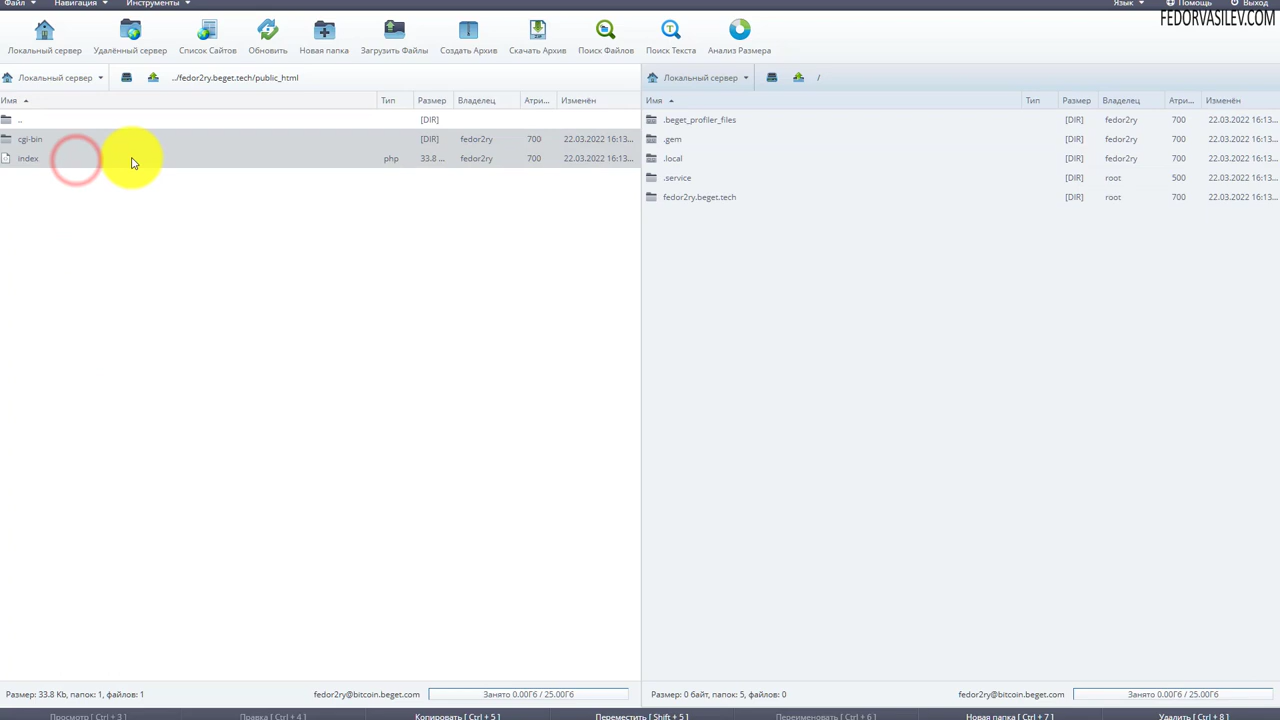 Файл Навигация Инструменты Язык Помощь Выход
FEDORVASILEV.COM
Локальный сервер Удалённый сервер Список Сайтов Обновить Новая папка Загрузить Файлы Создать Архив Скачать Архив Поиск Файлов Поиск Текста Анализ Размера
Локальный сервер ../fedor2ry.beget.tech/public_html
Имя Тип Размер Владелец Атри... Изменён
.. [DIR]
cgi-bin [DIR] fedor2ry 700 22.03.2022 16:13...
index php 33.8 ... fedor2ry 700 22.03.2022 16:13...
Размер: 33.8 Kb, папок: 1, файлов: 1 fedor2ry@bitcoin.beget.com Занято 0.00Гб / 25.00Гб
Локальный сервер /
Имя Тип Размер Владелец Атри... Изменён
.beget_profiler_files [DIR] fedor2ry 700 22.03.2022 16:13...
.gem [DIR] fedor2ry 700 22.03.2022 16:13...
.local [DIR] fedor2ry 700 22.03.2022 16:13...
.service [DIR] root 500 22.03.2022 16:13...
fedor2ry.beget.tech [DIR] root 700 22.03.2022 16:13...
Размер: 0 байт, папок: 5, файлов: 0 fedor2ry@bitcoin.beget.com Занято 0.00Гб / 25.00Гб
Просмотр [ Ctrl + 3 ] Правка [ Ctrl + 4 ] Копировать [ Ctrl + 5 ] Переместить [ Shift + 5 ] Переименовать [ Ctrl + 6 ] Новая папка [ Ctrl + 7 ] Удалить [ Ctrl + 8 ]